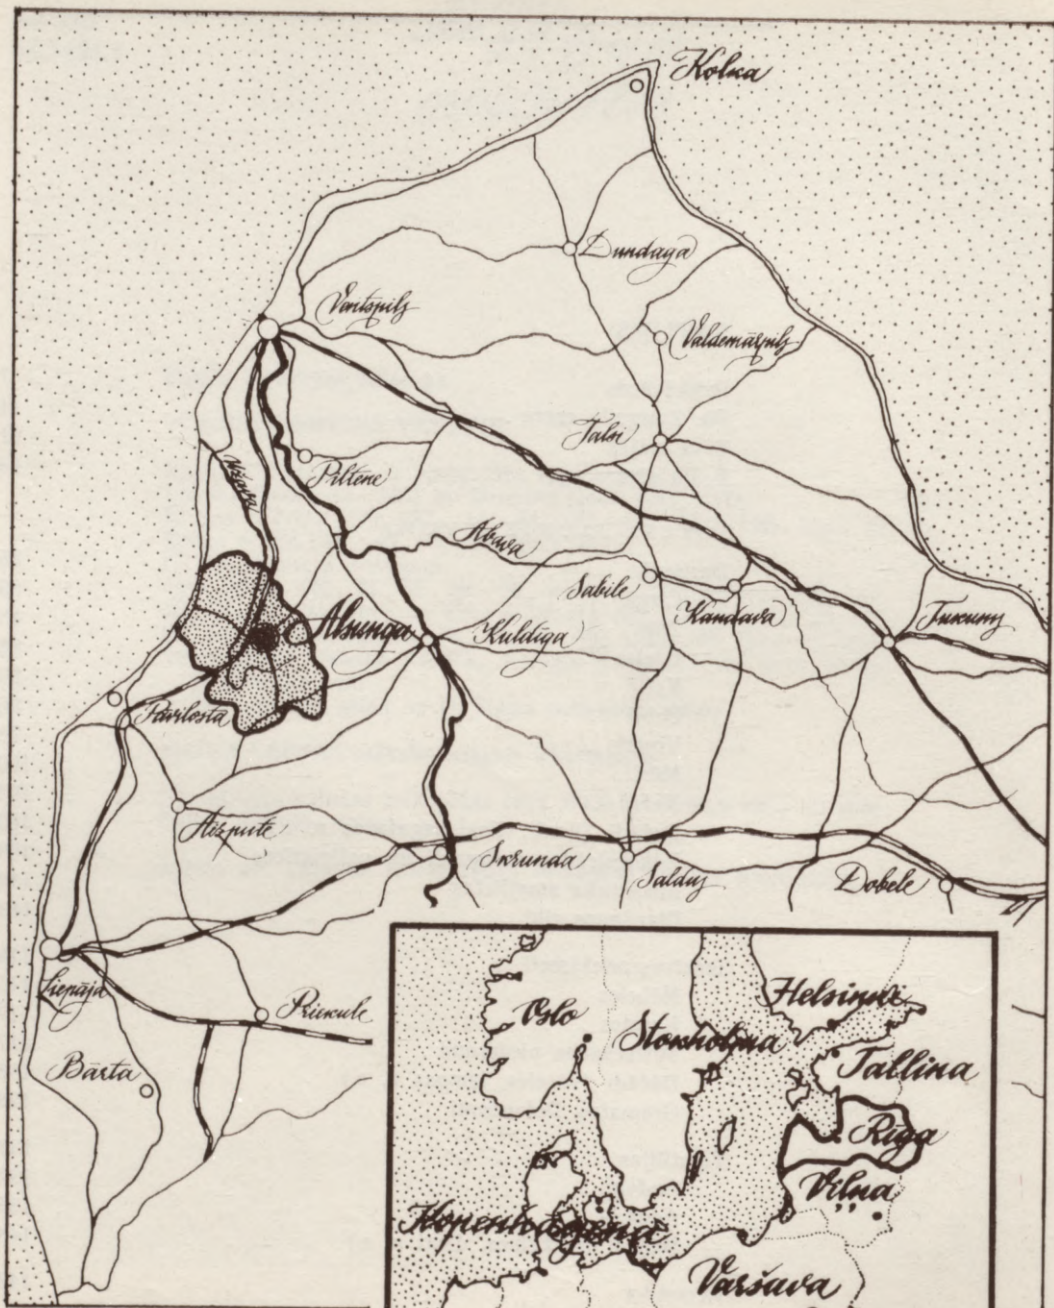 Kolka
Dundaga
Ventspils
Valdemārpils
Talsi
Piltene
Užava
Abava
Sabile
Kandava
Tukums
Alsunga
Kuldīga
Pāvilosta
Aizpute
Skrunda
Saldus
Dobele
Liepāja
Priekule
Bārta
Oslo
Helsinki
Stokholma
Tallina
Rīga
Viļņa
Kopenhāgena
Varšava